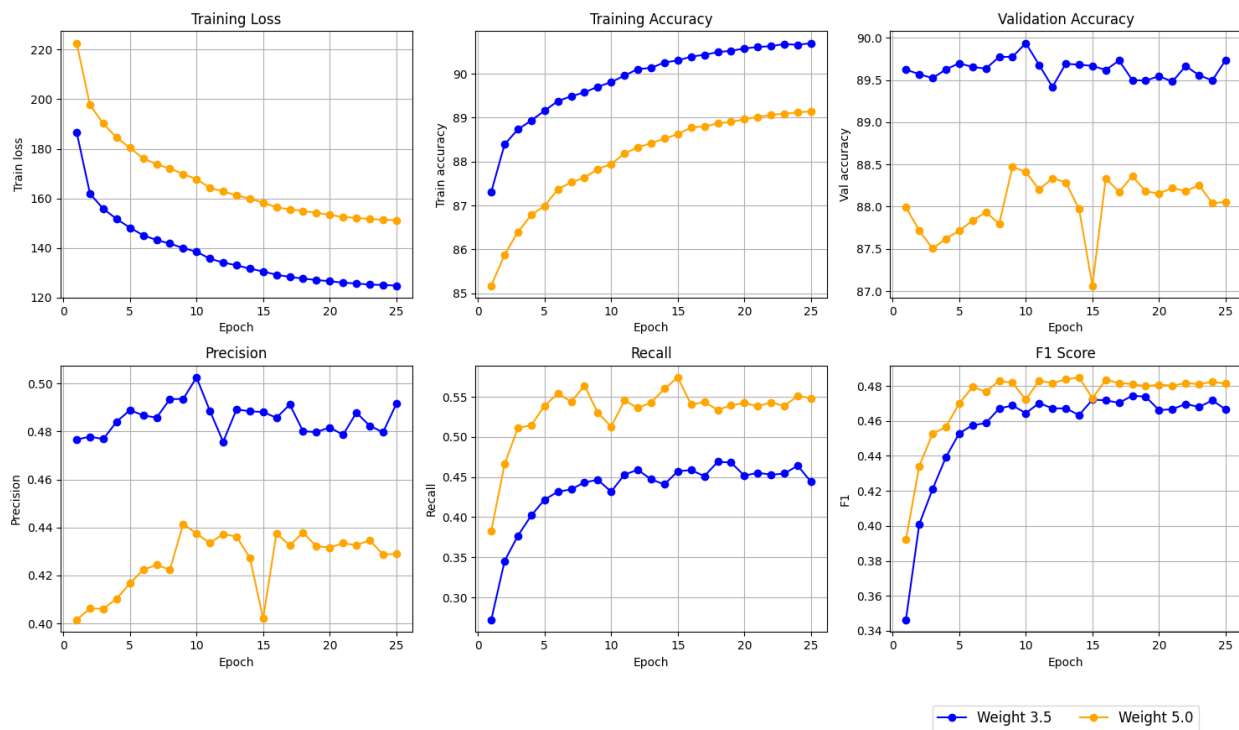 Training Loss
Train loss
220
200
180
160
140
120
0 5 10 15 20 25
Epoch
Training Accuracy
Train accuracy
90
89
88
87
86
85
0 5 10 15 20 25
Epoch
Validation Accuracy
Val accuracy
90.0
89.5
89.0
88.5
88.0
87.5
87.0
0 5 10 15 20 25
Epoch
Precision
Precision
0.50
0.48
0.46
0.44
0.42
0.40
0 5 10 15 20 25
Epoch
Recall
Recall
0.55
0.50
0.45
0.40
0.35
0.30
0 5 10 15 20 25
Epoch
F1 Score
F1
0.48
0.46
0.44
0.42
0.40
0.38
0.36
0.34
0 5 10 15 20 25
Epoch
Weight 3.5 Weight 5.0